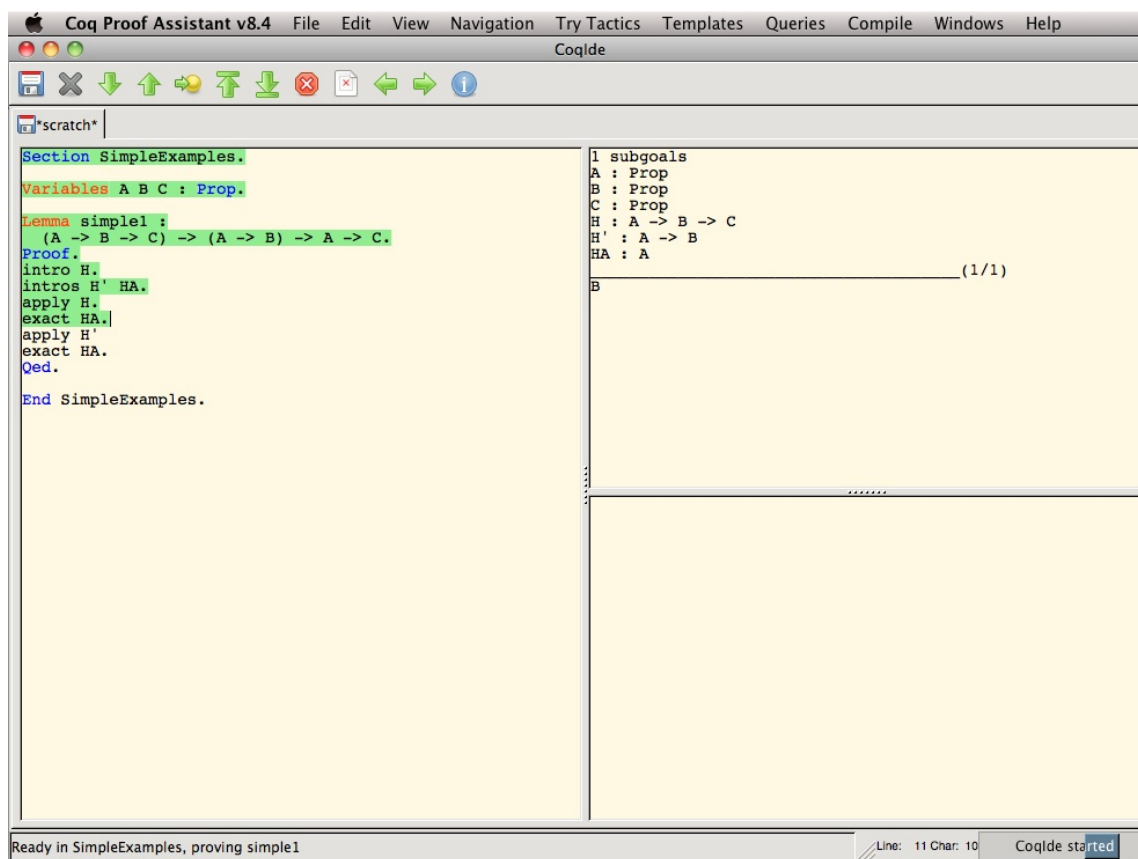 Coq Proof Assistant v8.4 File Edit View Navigation Try Tactics Templates Queries Compile Windows Help
CoqIde
*scratch*
Section SimpleExamples.
Variables A B C : Prop.
Lemma simple1 :
(A -> B -> C) -> (A -> B) -> A -> C.
Proof.
intro H.
intros H' HA.
apply H.
exact HA.
apply H'
exact HA.
Qed.
End SimpleExamples.
1 subgoals
A : Prop
B : Prop
C : Prop
H : A -> B -> C
H' : A -> B
HA : A
______________________________________(1/1)
B
Ready in SimpleExamples, proving simple1
Line: 11 Char: 10
CoqIde started